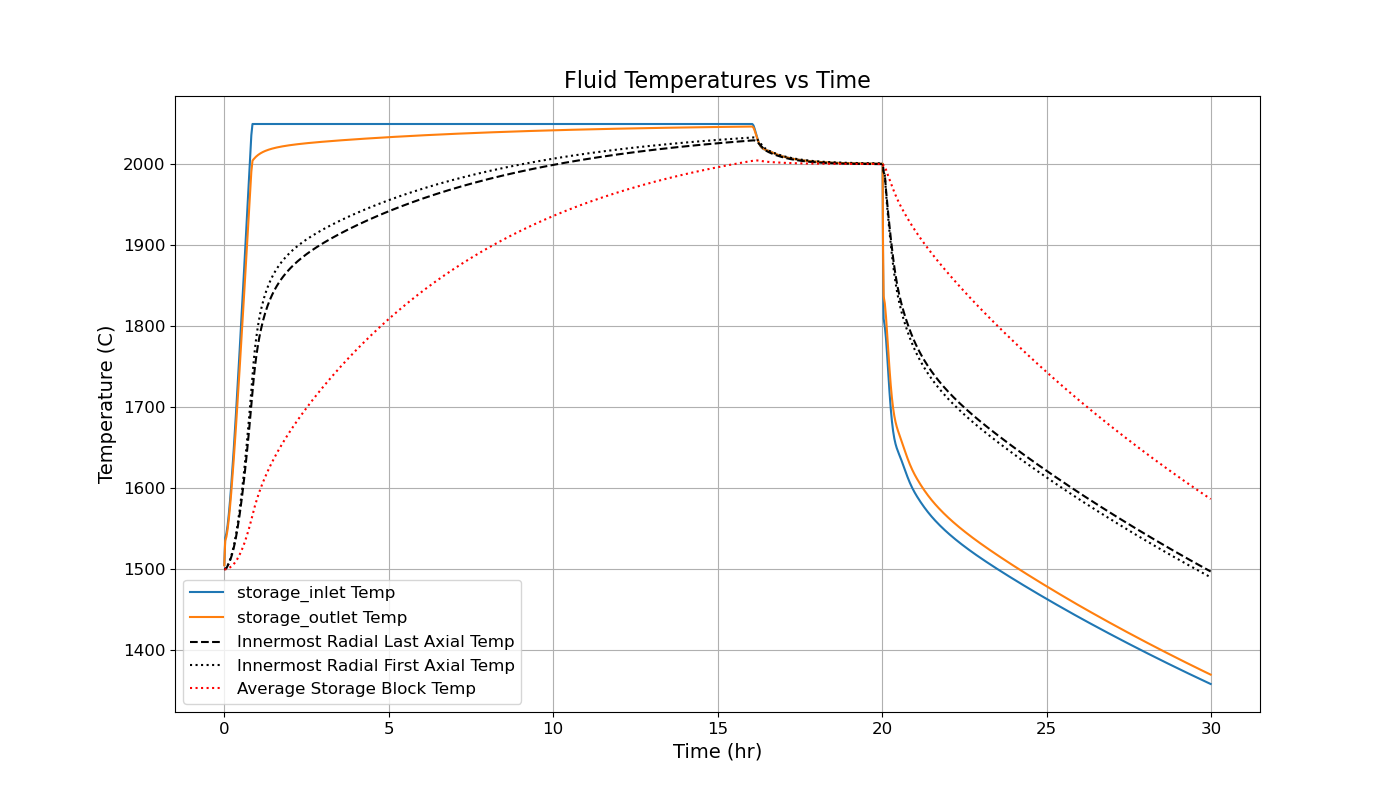 Fluid Temperatures vs Time
Temperature (C)
2000
1900
1800
1700
1600
1500
1400
storage_inlet Temp
storage_outlet Temp
Innermost Radial Last Axial Temp
Innermost Radial First Axial Temp
Average Storage Block Temp
0 5 10 15 20 25 30
Time (hr)